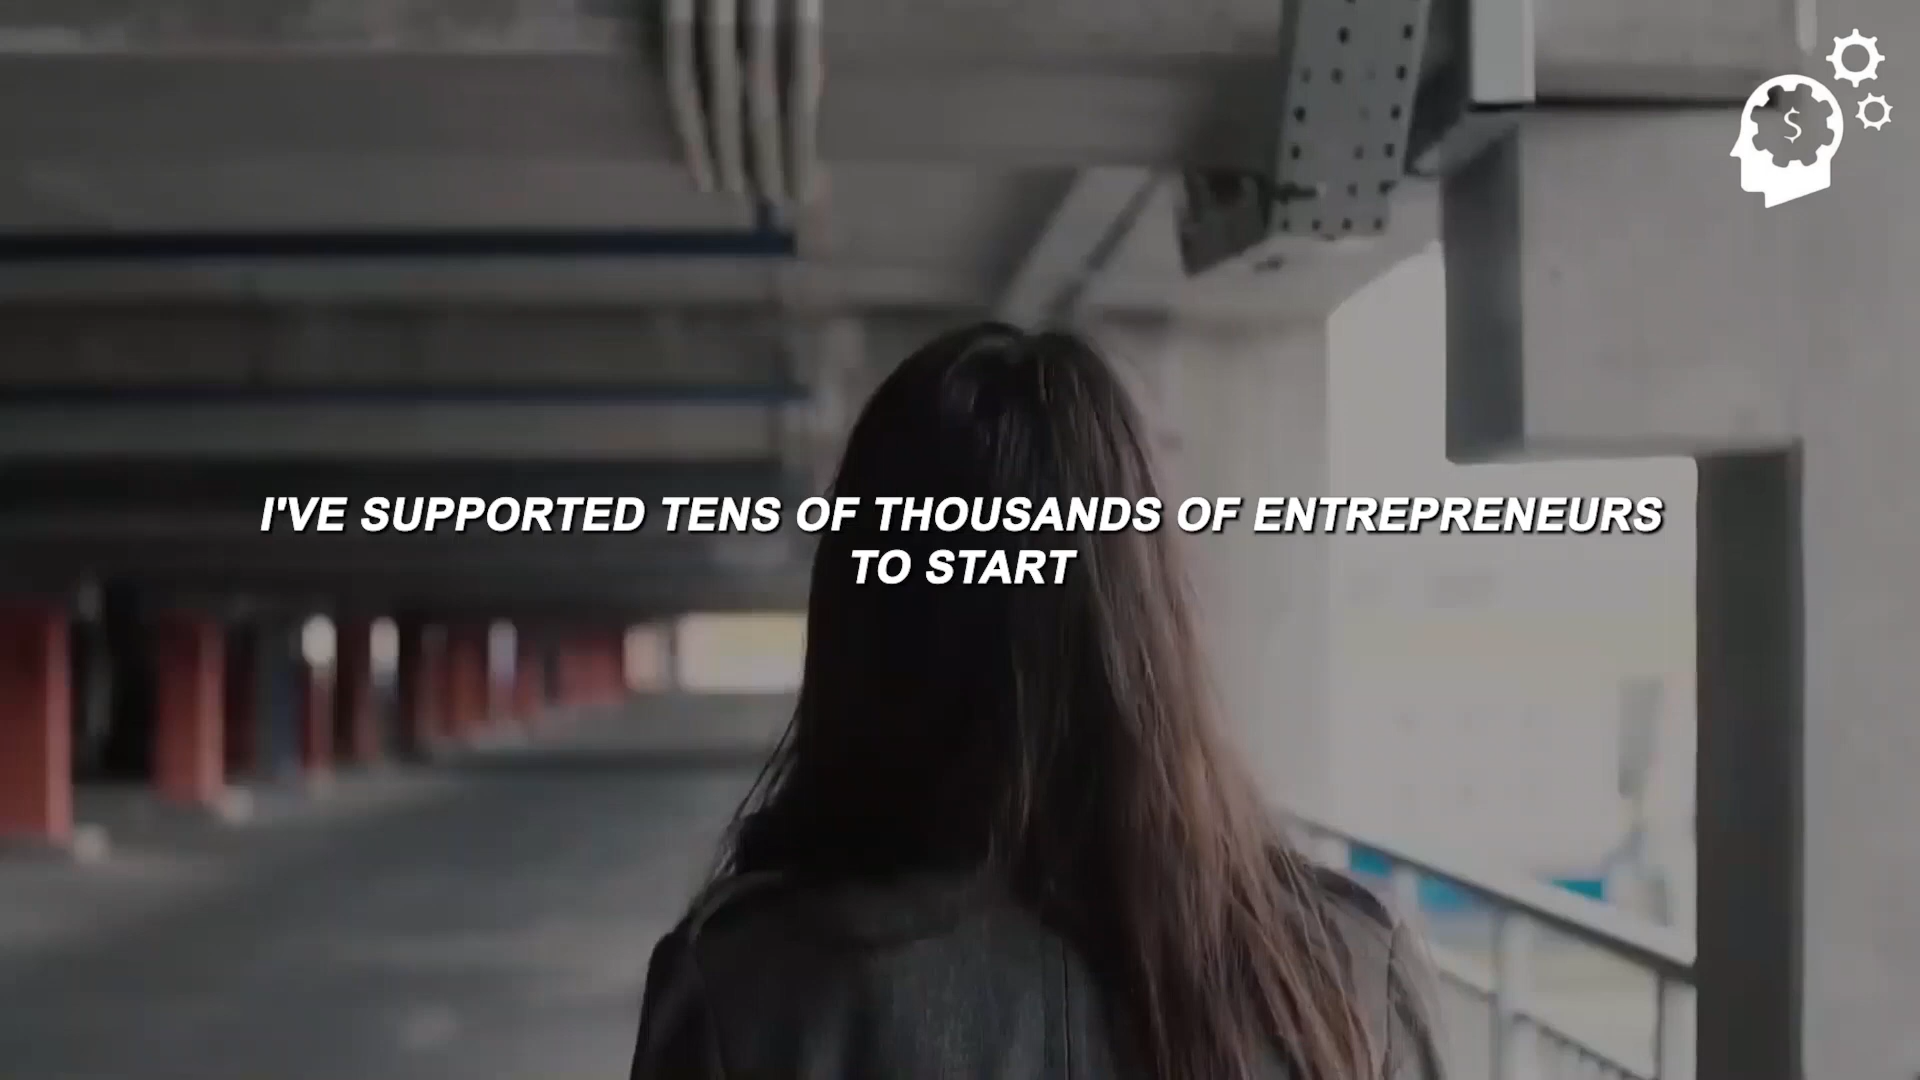 I'VE SUPPORTED TENS OF THOUSANDS OF ENTREPRENEURS
TO START
$